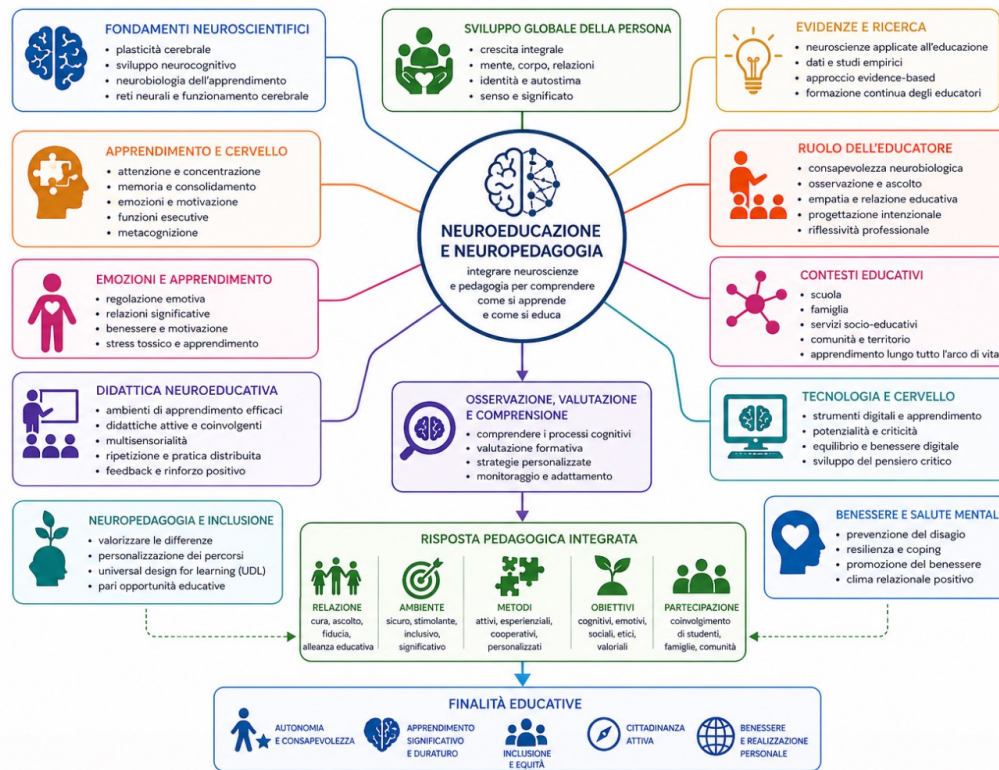 FONDAMENTI NEUROSCIENTIFICI
• plasticità cerebrale
• sviluppo neurocognitivo
• neurobiologia dell'apprendimento
• reti neurali e funzionamento cerebrale
SVILUPPO GLOBALE DELLA PERSONA
• crescita integrale
• mente, corpo, relazioni
• identità e autostima
• senso e significato
EVIDENZE E RICERCA
• neuroscienze applicate all'educazione
• dati e studi empirici
• approccio evidence-based
• formazione continua degli educatori
APPRENDIMENTO E CERVELLO
• attenzione e concentrazione
• memoria e consolidamento
• emozioni e motivazione
• funzioni esecutive
• metacognizione
NEUROEDUCAZIONE
E NEUROPEDAGOGIA
integrare neuroscienze
e pedagogia per comprendere
come si apprende
e come si educa
RUOLO DELL'EDUCATORE
• consapevolezza neurobiologica
• osservazione e ascolto
• empatia e relazione educativa
• progettazione intenzionale
• riflessività professionale
EMOZIONI E APPRENDIMENTO
• regolazione emotiva
• relazioni significative
• benessere e motivazione
• stress tossico e apprendimento
CONTESTI EDUCATIVI
• scuola
• famiglia
• servizi socio-educativi
• comunità e territorio
• apprendimento lungo tutto l'arco di vita
DIDATTICA NEUROEDUCATIVA
• ambienti di apprendimento efficaci
• didattiche attive e coinvolgenti
• multisensorialità
• ripetizione e pratica distribuita
• feedback e rinforzo positivo
OSSERVAZIONE, VALUTAZIONE
E COMPRENSIONE
• comprendere i processi cognitivi
• valutazione formativa
• strategie personalizzate
• monitoraggio e adattamento
TECNOLOGIA E CERVELLO
• strumenti digitali e apprendimento
• potenzialità e criticità
• equilibrio e benessere digitale
• sviluppo del pensiero critico
NEUROPEDAGOGIA E INCLUSIONE
• valorizzare le differenze
• personalizzazione dei percorsi
• universal design for learning (UDL)
• pari opportunità educative
BENESSERE E SALUTE MENTAL
• prevenzione del disagio
• resilienza e coping
• promozione del benessere
• clima relazionale positivo
RISPOSTA PEDAGOGICA INTEGRATA
RELAZIONE
cura, ascolto,
fiducia,
alleanza educativa
AMBIENTE
sicuro, stimolante,
inclusivo,
significativo
METODI
attivi, esperienziali,
cooperativi,
personalizzati
OBIETTIVI
cognitivi, emotivi,
sociali, etici,
valoriali
PARTECIPAZIONE
coinvolgimento
di studenti,
famiglie, comunità
FINALITÀ EDUCATIVE
AUTONOMIA
E CONSAPEVOLEZZA
APPRENDIMENTO
SIGNIFICATIVO
E DURATURO
INCLUSIONE
E EQUITÀ
CITTADINANZA
ATTIVA
BENESSERE
E REALIZZAZIONE
PERSONALE